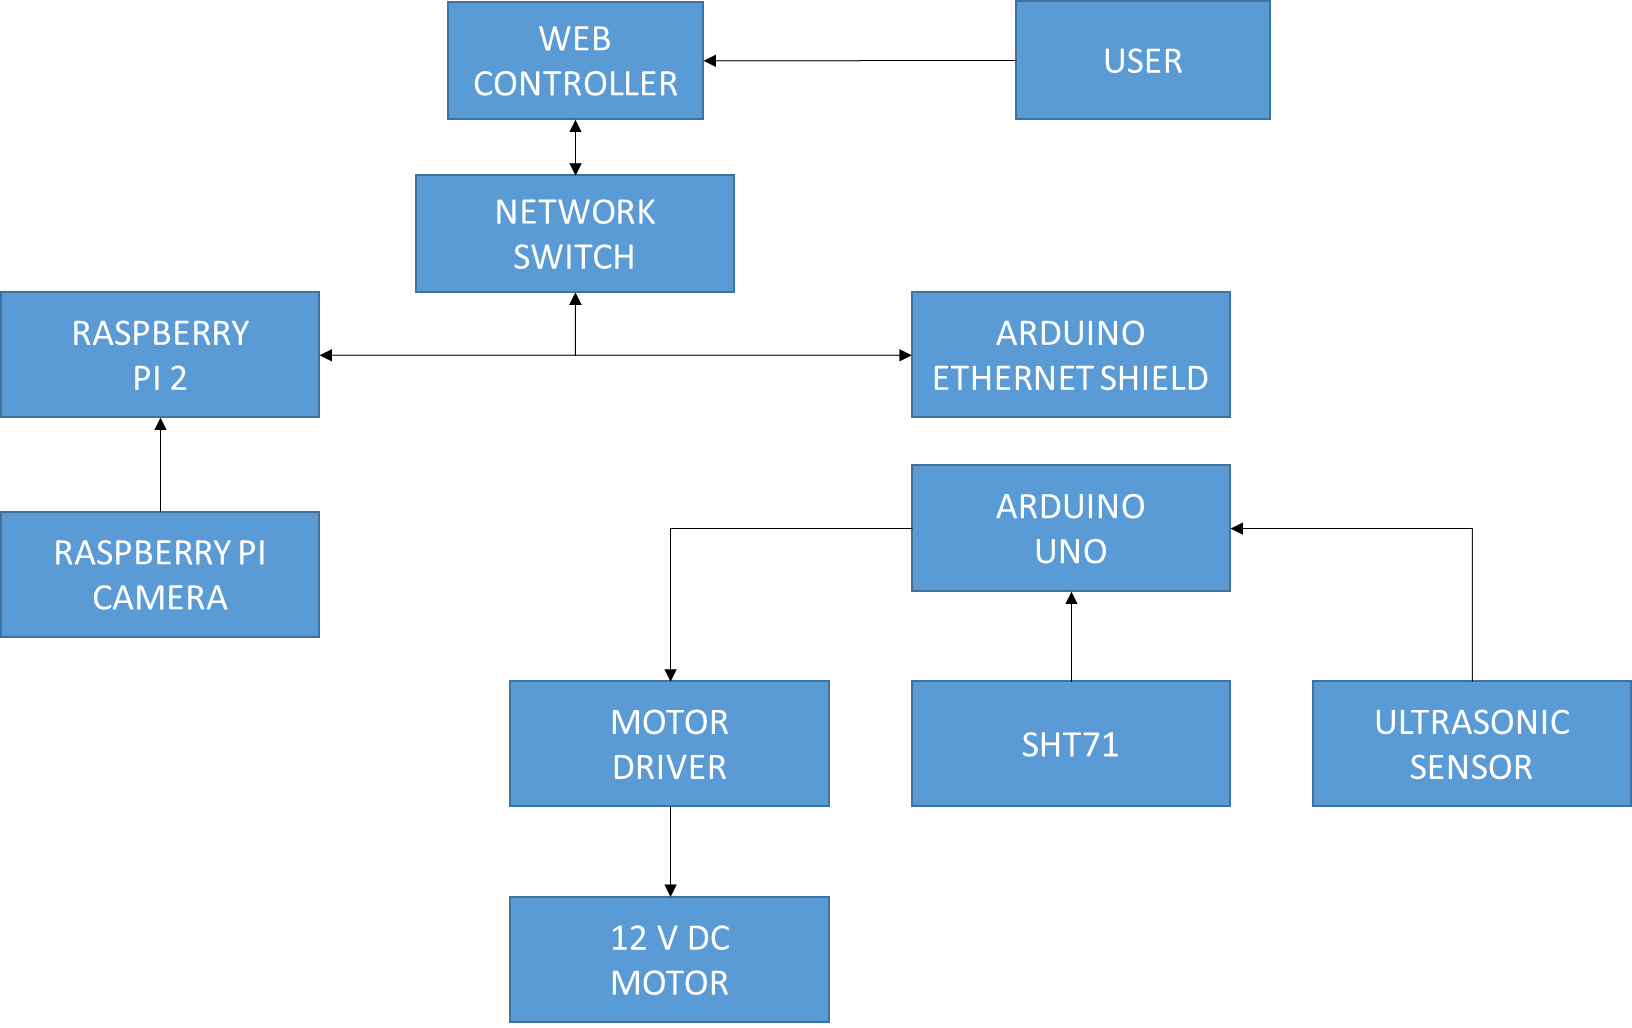 WEB
CONTROLLER
USER
NETWORK
SWITCH
RASPBERRY
PI 2
ARDUINO
ETHERNET SHIELD
ARDUINO
UNO
RASPBERRY PI
CAMERA
MOTOR
DRIVER
SHT71
ULTRASONIC
SENSOR
12 V DC
MOTOR